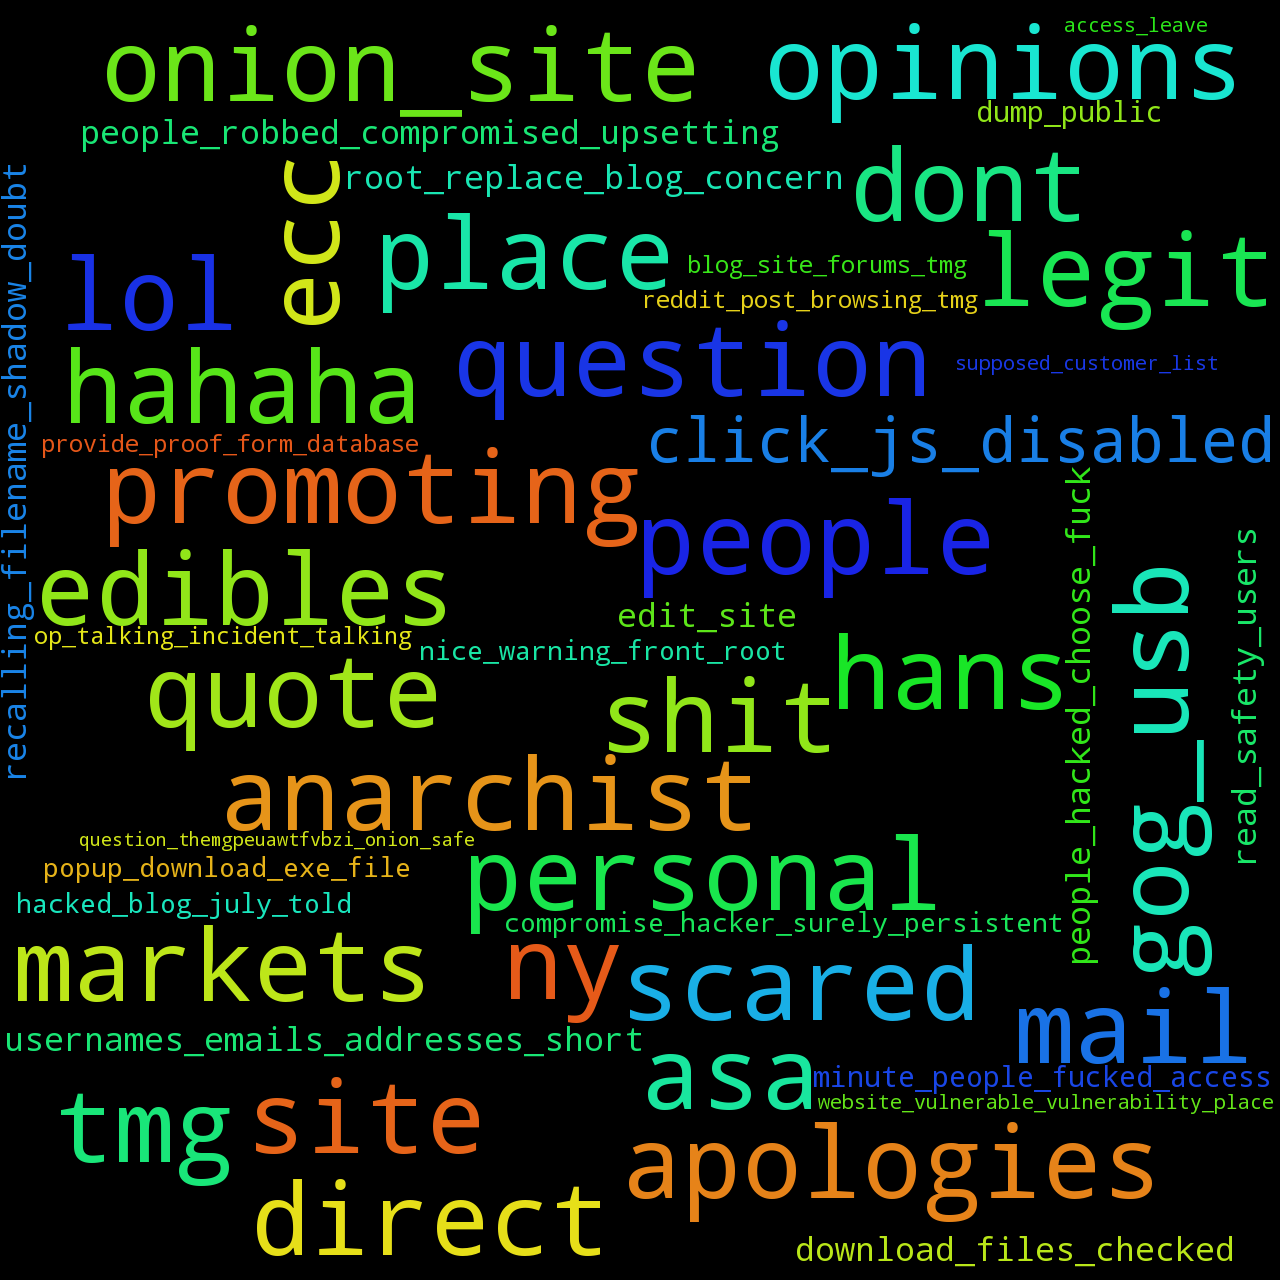 access_leave
onion_site
opinions
dump_public
people_robbed_compromised_upsetting
ecc
root_replace_blog_concern
dont
recalling_filename_shadow_doubt
place
lol
blog_site_forums_tmg
legit
reddit_post_browsing_tmg
hahaha
question
supposed_customer_list
provide_proof_form_database
click_js_disabled
promoting
people
people_hacked_choose_fuck
edibles
gog_usb
read_safety_users
edit_site
op_talking_incident_talking
nice_warning_front_root
hans
quote
shit
anarchist
question_themgpeuawtfvbzi_onion_safe
popup_download_exe_file
personal
hacked_blog_july_told
compromise_hacker_surely_persistent
markets
ny
scared
mail
usernames_emails_addresses_short
asa
minute_people_fucked_access
website_vulnerable_vulnerability_place
tmg
site
apologies
direct
download_files_checked